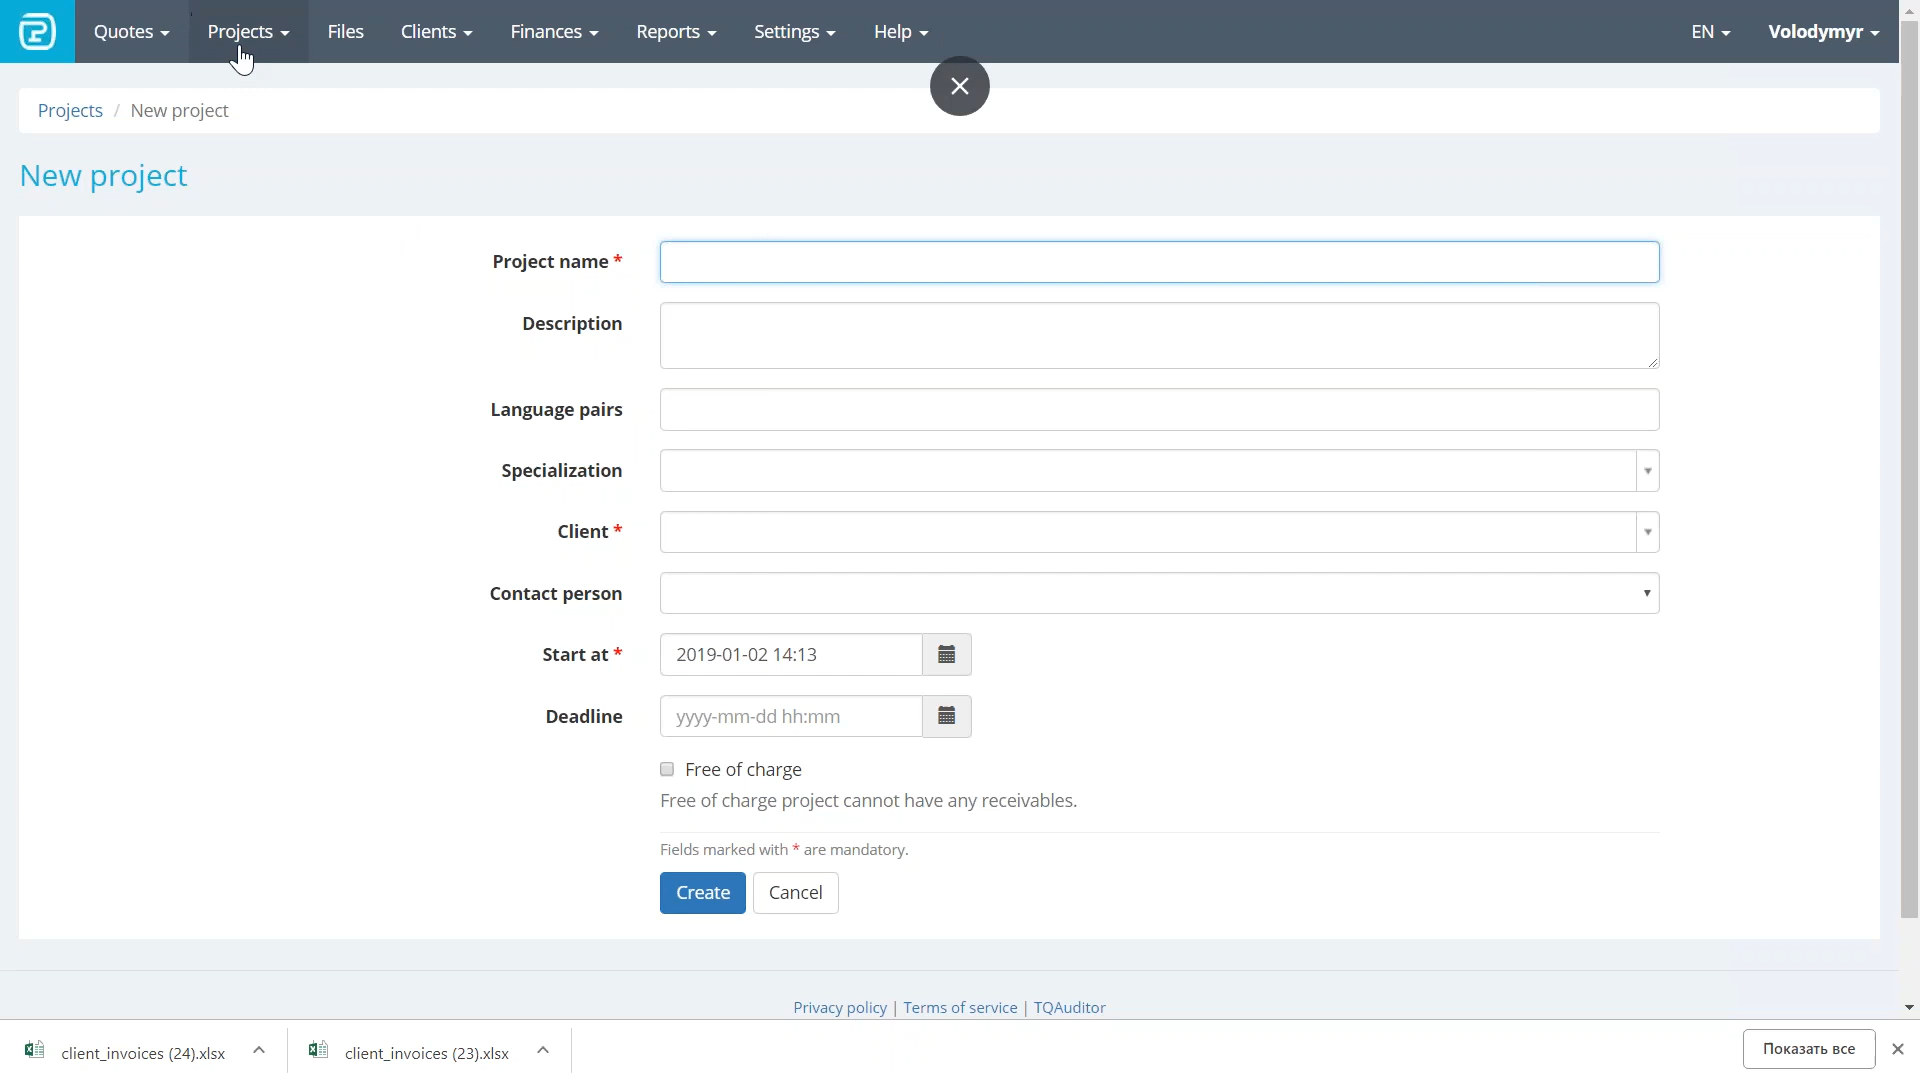 Quotes Projects Files Clients Finances Reports Settings Help EN Volodymyr
Projects / New project
New project
Project name *
Description
Language pairs
Specialization
Client *
Contact person
Start at * 2019-01-02 14:13
Deadline yyyy-mm-dd hh:mm
Free of charge
Free of charge project cannot have any receivables.
Fields marked with * are mandatory.
Create Cancel
Privacy policy | Terms of service | TQAuditor
client_invoices (24).xlsx client_invoices (23).xlsx Показать все